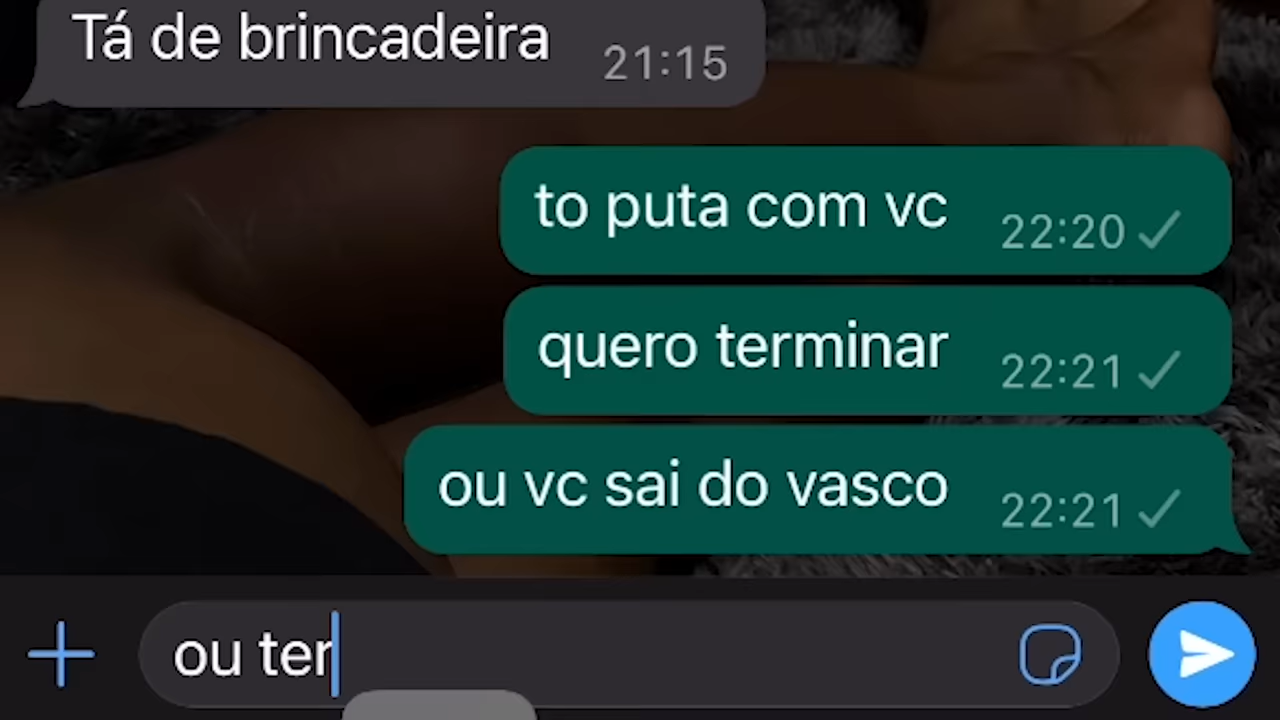 Tá de brincadeira 21:15
to puta com vc 22:20
quero terminar 22:21
ou vc sai do vasco 22:21
ou ter